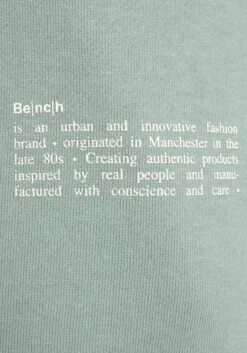 Be|nc|h
is an urban and innovative fashion
brand • originated in Manchester in the
late 80s • Creating authentic products
inspired by real people and manu-
factured with conscience and care •